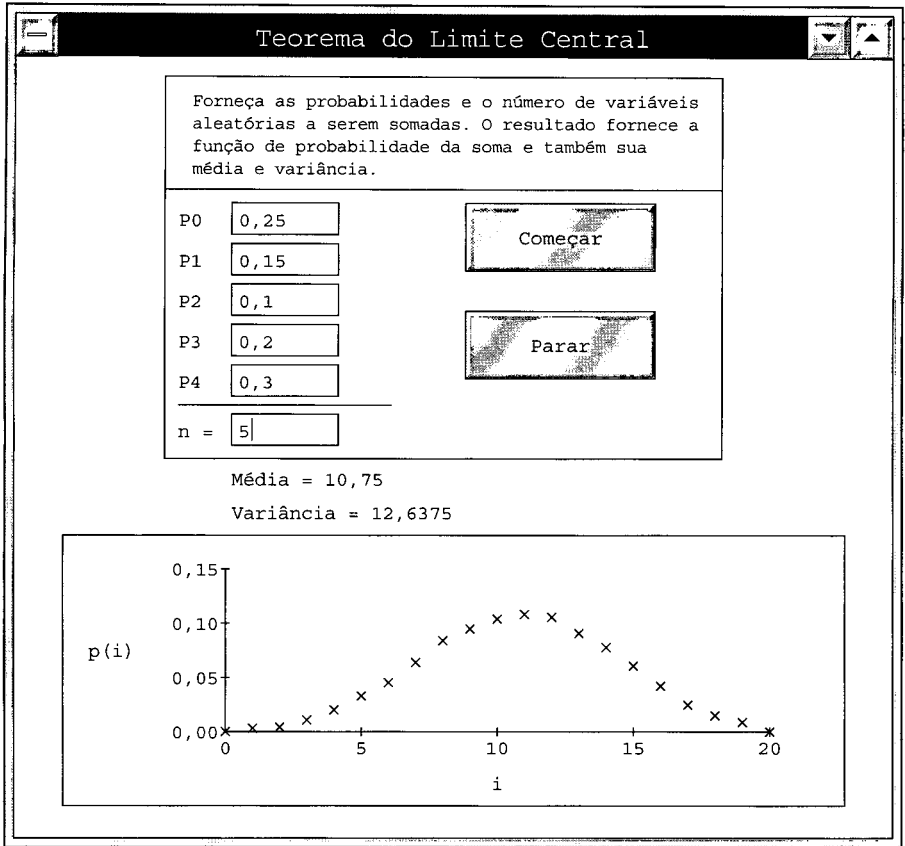 Teorema do Limite Central
Forneça as probabilidades e o número de variáveis
aleatórias a serem somadas. O resultado fornece a
função de probabilidade da soma e também sua
média e variância.
P0 0,25
P1 0,15
P2 0,1
P3 0,2
P4 0,3
n = 5
Começar
Parar
Média = 10,75
Variância = 12,6375
0,15
0,10
p(i)
0,05
0,00
0 5 10 15 20
i